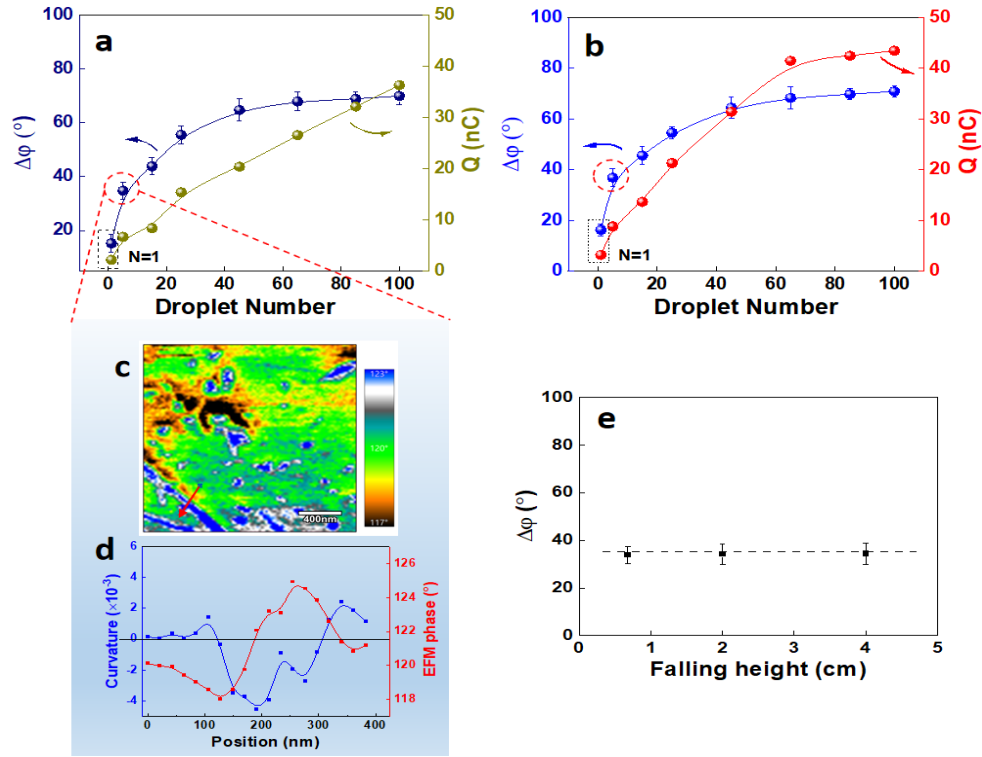 a
100
80
60
40
20
Δφ (°)
50
40
30
20
10
0
Q (nC)
N=1
0 20 40 60 80 100
Droplet Number
b
100
80
60
40
20
0
Δφ (°)
50
40
30
20
10
0
Q (nC)
N=1
0 20 40 60 80 100
Droplet Number
c
123°
120°
117°
400nm
d
6
4
2
0
-2
-4
Curvature (×10-3)
126
124
122
120
118
EFM phase (°)
0 100 200 300 400
Position (nm)
e
100
80
60
40
20
0
Δφ (°)
0 1 2 3 4 5
Falling height (cm)